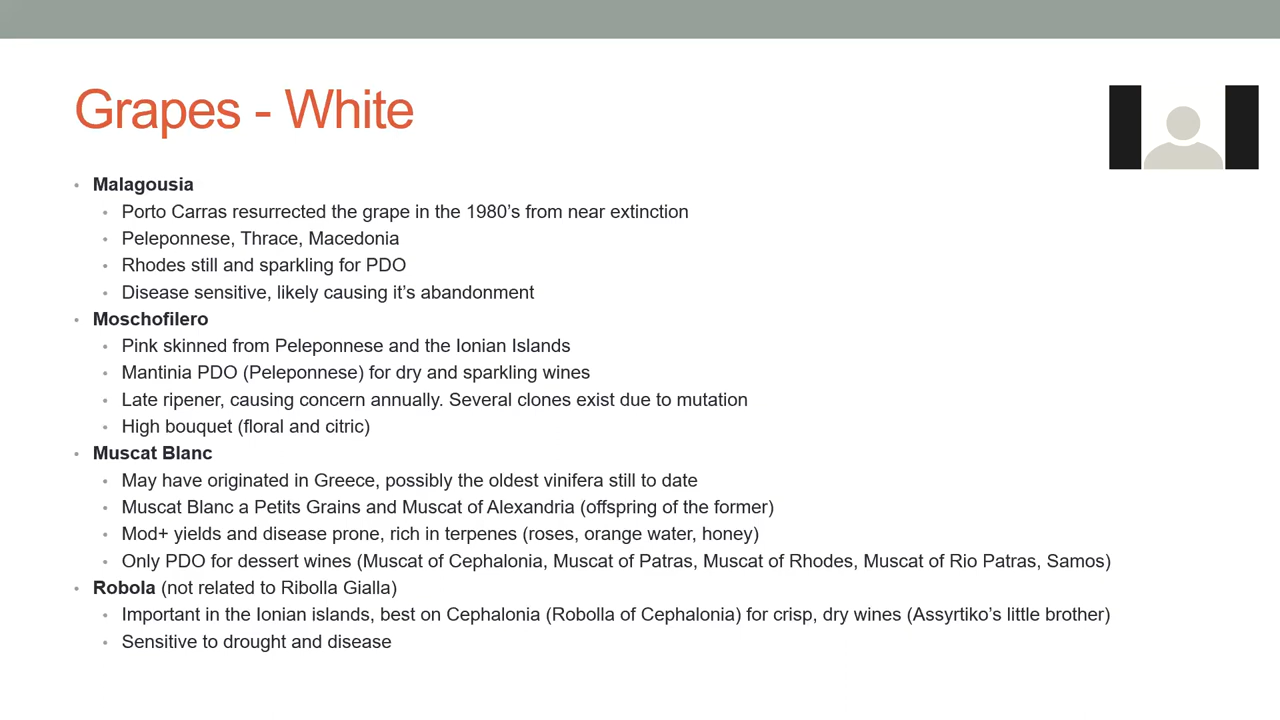 Grapes - White
• Malagousia
• Porto Carras resurrected the grape in the 1980’s from near extinction
• Peleponnese, Thrace, Macedonia
• Rhodes still and sparkling for PDO
• Disease sensitive, likely causing it’s abandonment
• Moschofilero
• Pink skinned from Peleponnese and the Ionian Islands
• Mantinia PDO (Peleponnese) for dry and sparkling wines
• Late ripener, causing concern annually. Several clones exist due to mutation
• High bouquet (floral and citric)
• Muscat Blanc
• May have originated in Greece, possibly the oldest vinifera still to date
• Muscat Blanc a Petits Grains and Muscat of Alexandria (offspring of the former)
• Mod+ yields and disease prone, rich in terpenes (roses, orange water, honey)
• Only PDO for dessert wines (Muscat of Cephalonia, Muscat of Patras, Muscat of Rhodes, Muscat of Rio Patras, Samos)
• Robola (not related to Ribolla Gialla)
• Important in the Ionian islands, best on Cephalonia (Robolla of Cephalonia) for crisp, dry wines (Assyrtiko’s little brother)
• Sensitive to drought and disease